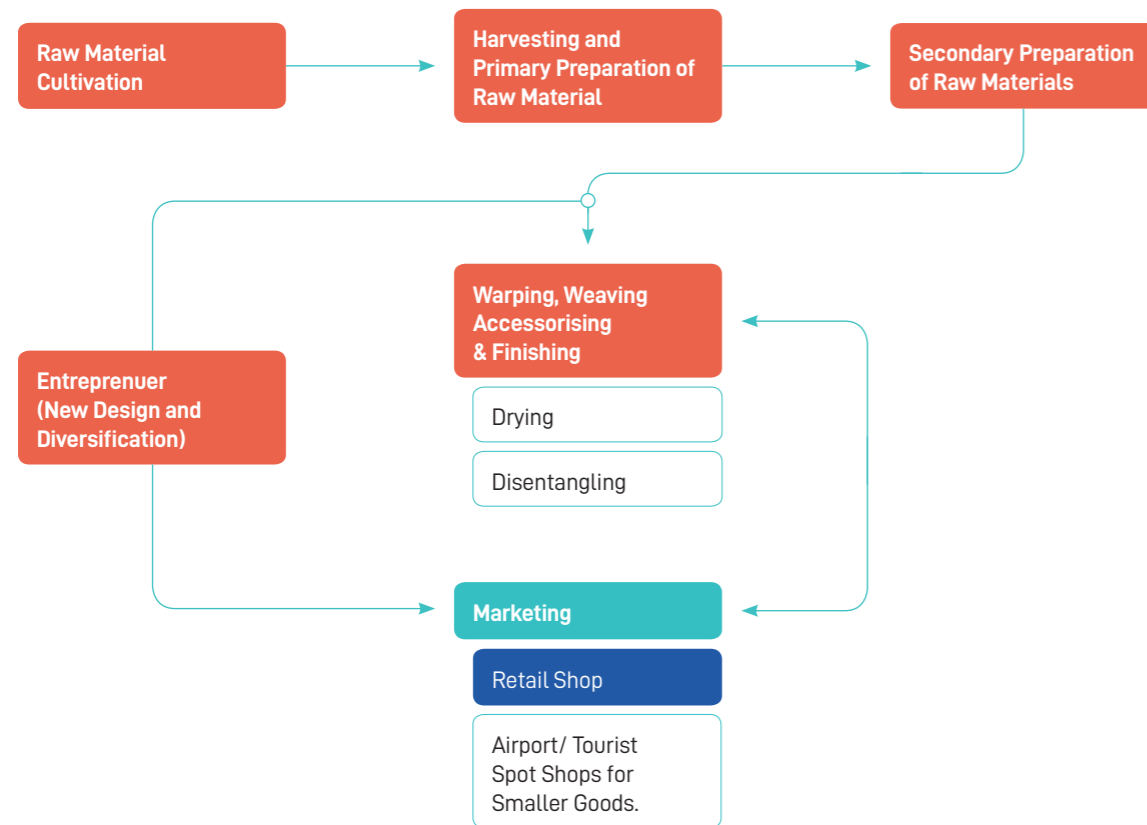 Raw Material
Cultivation
Harvesting and
Primary Preparation of
Raw Material
Secondary Preparation
of Raw Materials
Warping, Weaving
Accessorising
& Finishing
Drying
Disentangling
Entreprenuer
(New Design and
Diversification)
Marketing
Retail Shop
Airport/ Tourist
Spot Shops for
Smaller Goods.